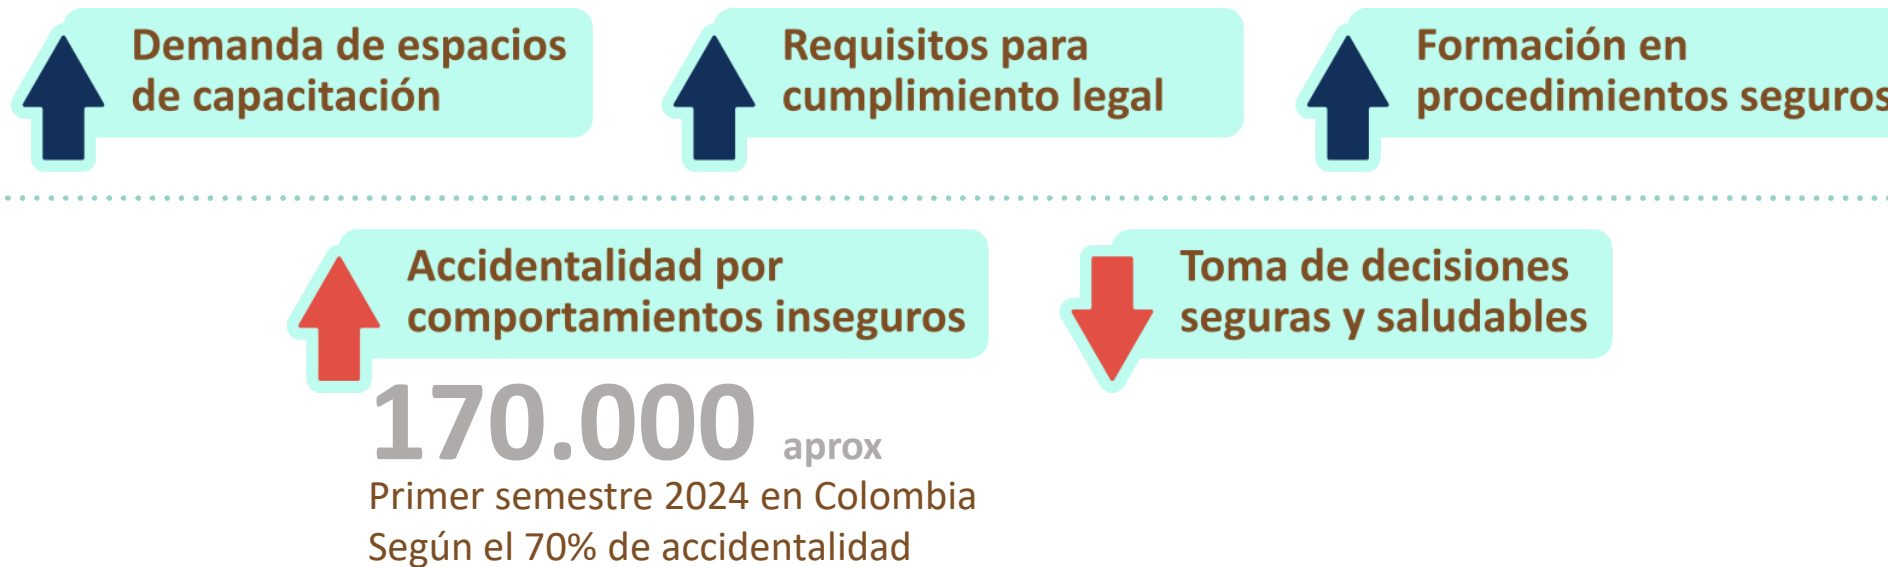 Demanda de espacios
de capacitación
Requisitos para
cumplimiento legal
Formación en
procedimientos seguros
Accidentalidad por
comportamientos inseguros
Toma de decisiones
seguras y saludables
170.000 aprox
Primer semestre 2024 en Colombia
Según el 70% de accidentalidad